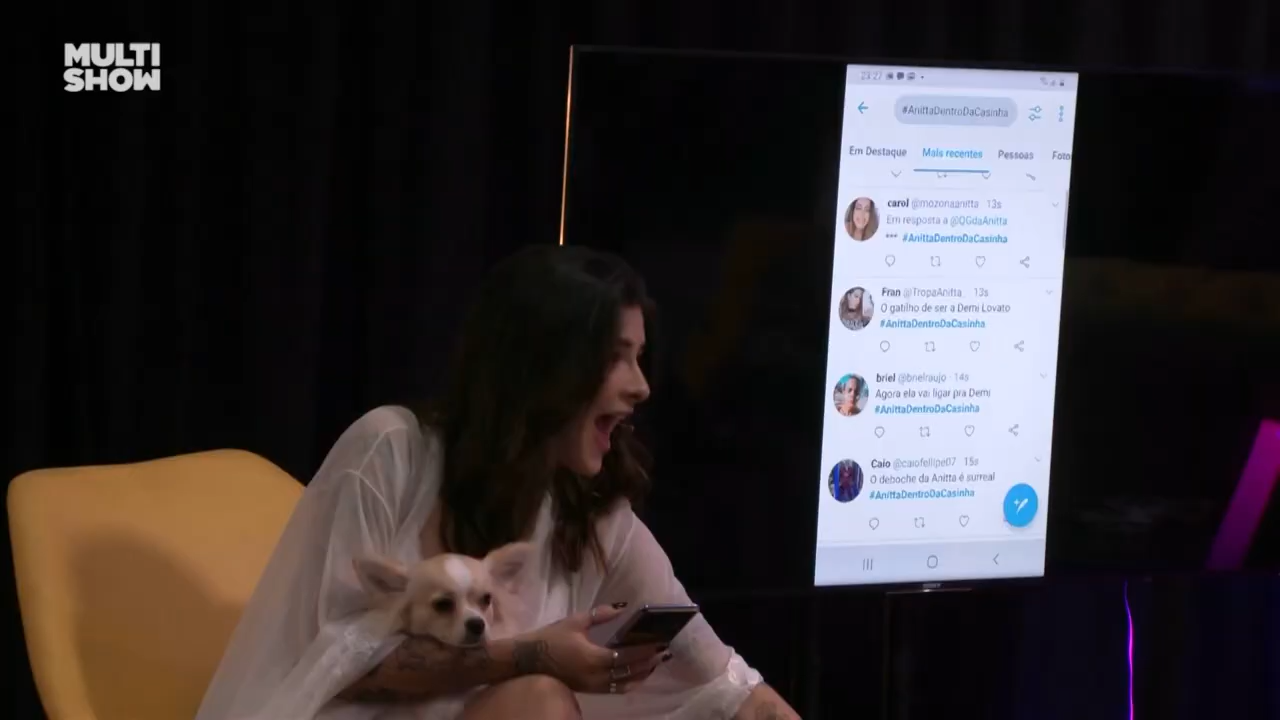 MULTI
SHOW
23:27
#AnittaDentroDaCasinha
Em Destaque Mais recentes Pessoas Foto
carol @mozonaanitta · 13s
Em resposta a @QGdaAnitta
*** #AnittaDentroDaCasinha
Fran @TropaAnitta · 13s
O gatilho de ser a Demi Lovato
#AnittaDentroDaCasinha
briel @brielraujo · 14s
Agora ela vai ligar pra Demi
#AnittaDentroDaCasinha
Caio @caiofellipe07 · 15s
O deboche da Anitta é surreal
#AnittaDentroDaCasinha